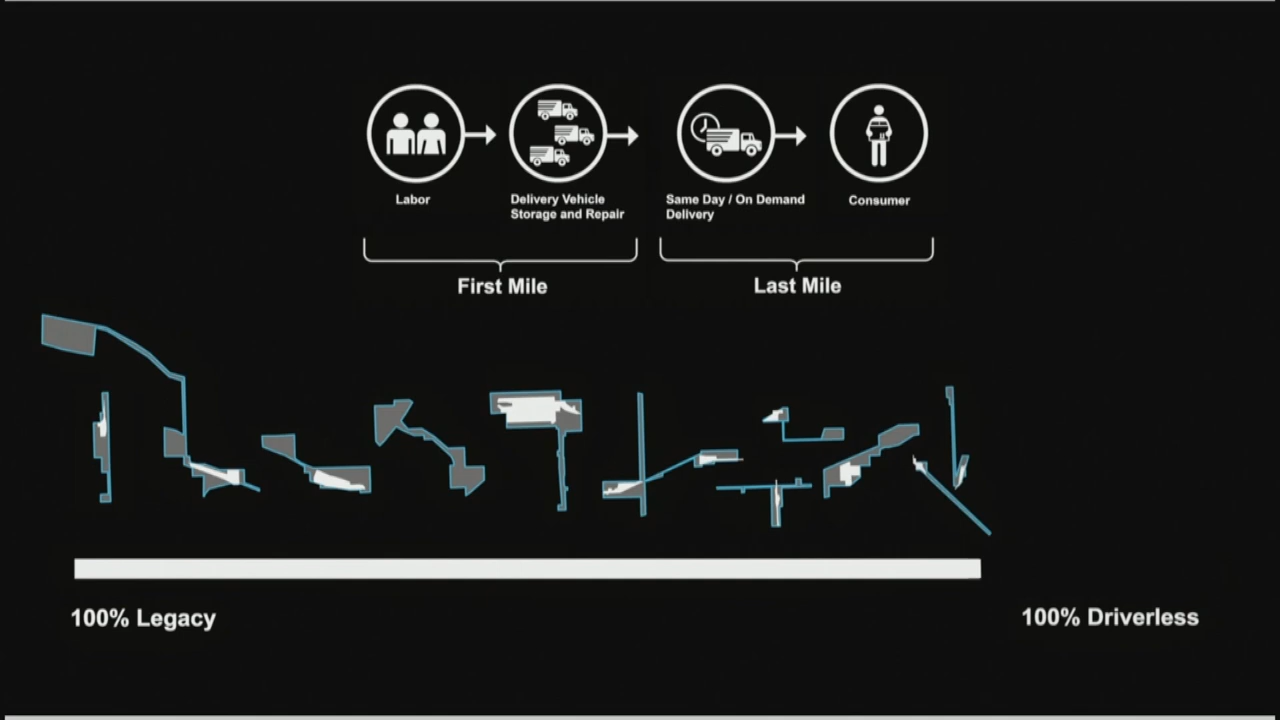 Labor
Delivery Vehicle
Storage and Repair
Same Day / On Demand
Delivery
Consumer
First Mile
Last Mile
100% Legacy
100% Driverless